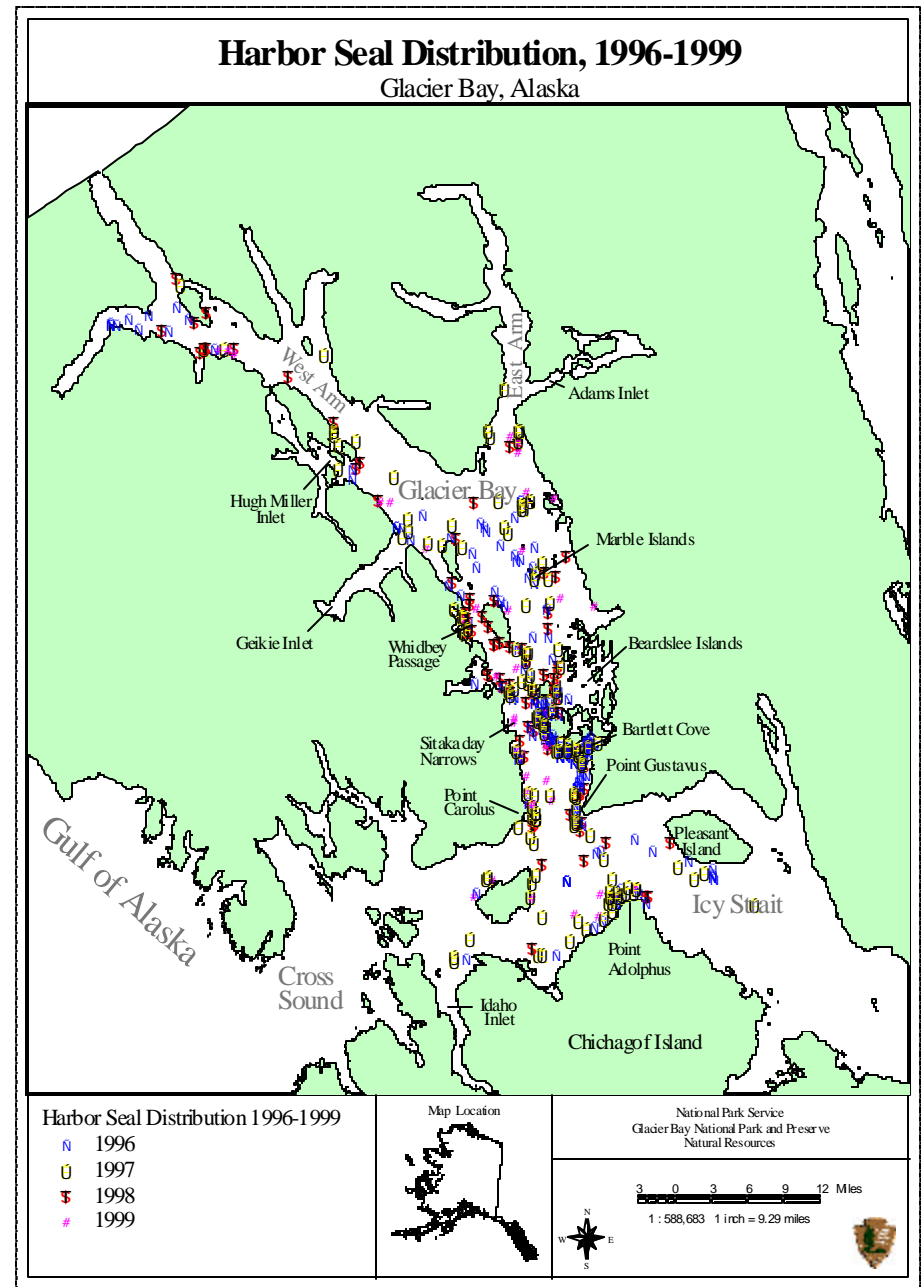 Harbor Seal Distribution, 1996-1999
Glacier Bay, Alaska
West Arm
East Arm
Adams Inlet
Hugh Miller
Inlet
Glacier Bay
Marble Islands
Geikie Inlet
Whidbey
Passage
Beardslee Islands
Sitakaday
Narrows
Bartlett Cove
Point Gustavus
Point
Carolus
Pleasant
Island
Gulf of Alaska
Icy Strait
Point
Adolphus
Cross
Sound
Idaho
Inlet
Chichagof Island
Harbor Seal Distribution 1996-1999
Ñ 1996
Ú 1997
$ 1998
# 1999
Map Location
National Park Service
Glacier Bay National Park and Preserve
Natural Resources
3 0 3 6 9 12 Miles
1 : 588,683 1 inch = 9.29 miles
N
W E
S